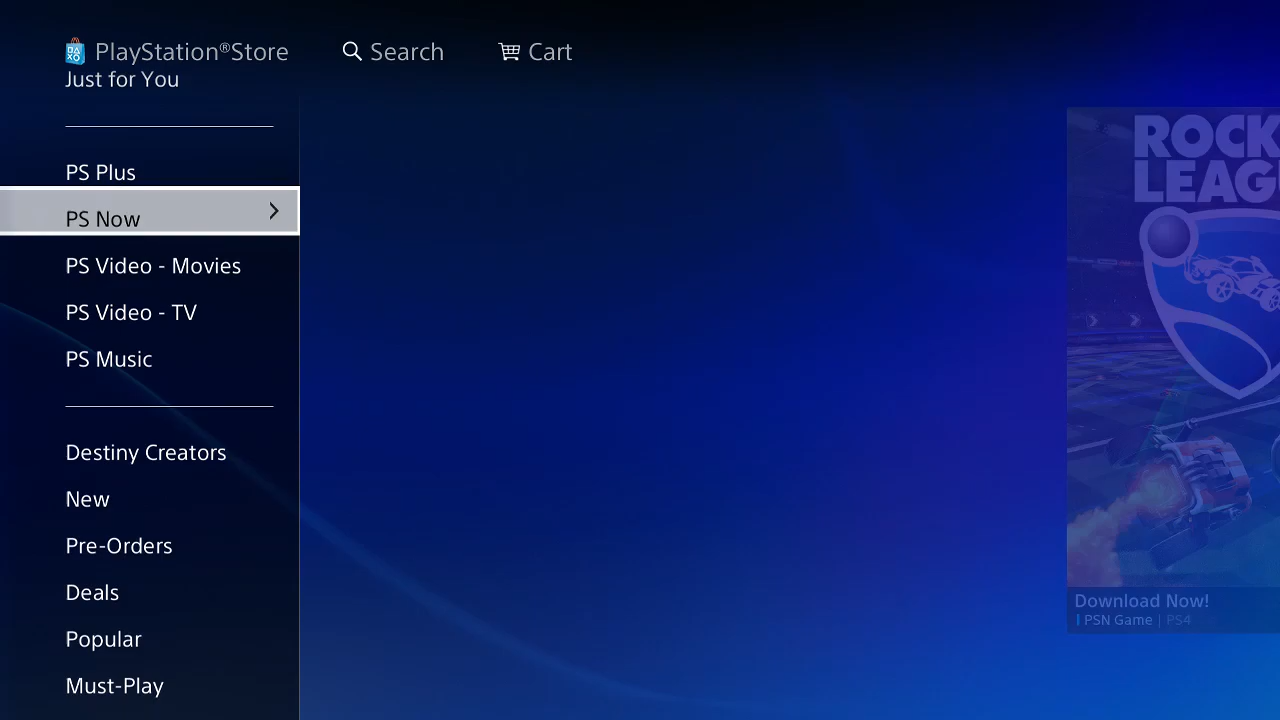 PlayStation®Store
Search
Cart
Just for You
PS Plus
PS Now
PS Video - Movies
PS Video - TV
PS Music
Destiny Creators
New
Pre-Orders
Deals
Popular
Must-Play
ROCK
LEAGU
Download Now!
PSN Game | PS4